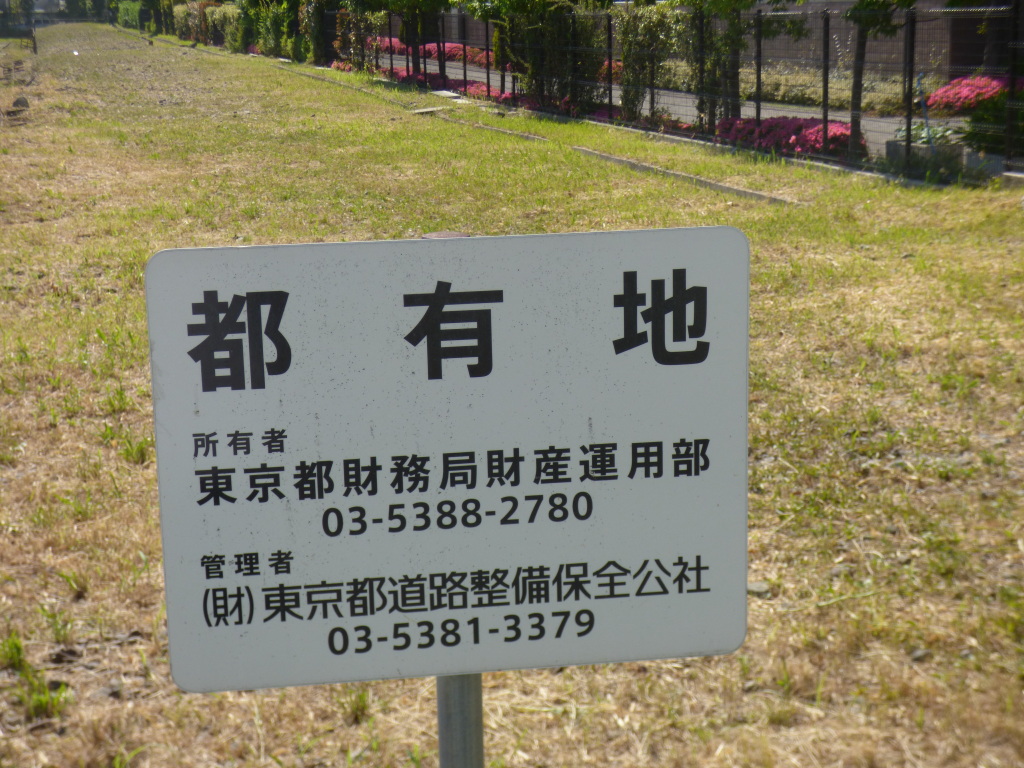 都有地
所有者
東京都財務局財産運用部
03-5388-2780
管理者
(財)東京都道路整備保全公社
03-5381-3379